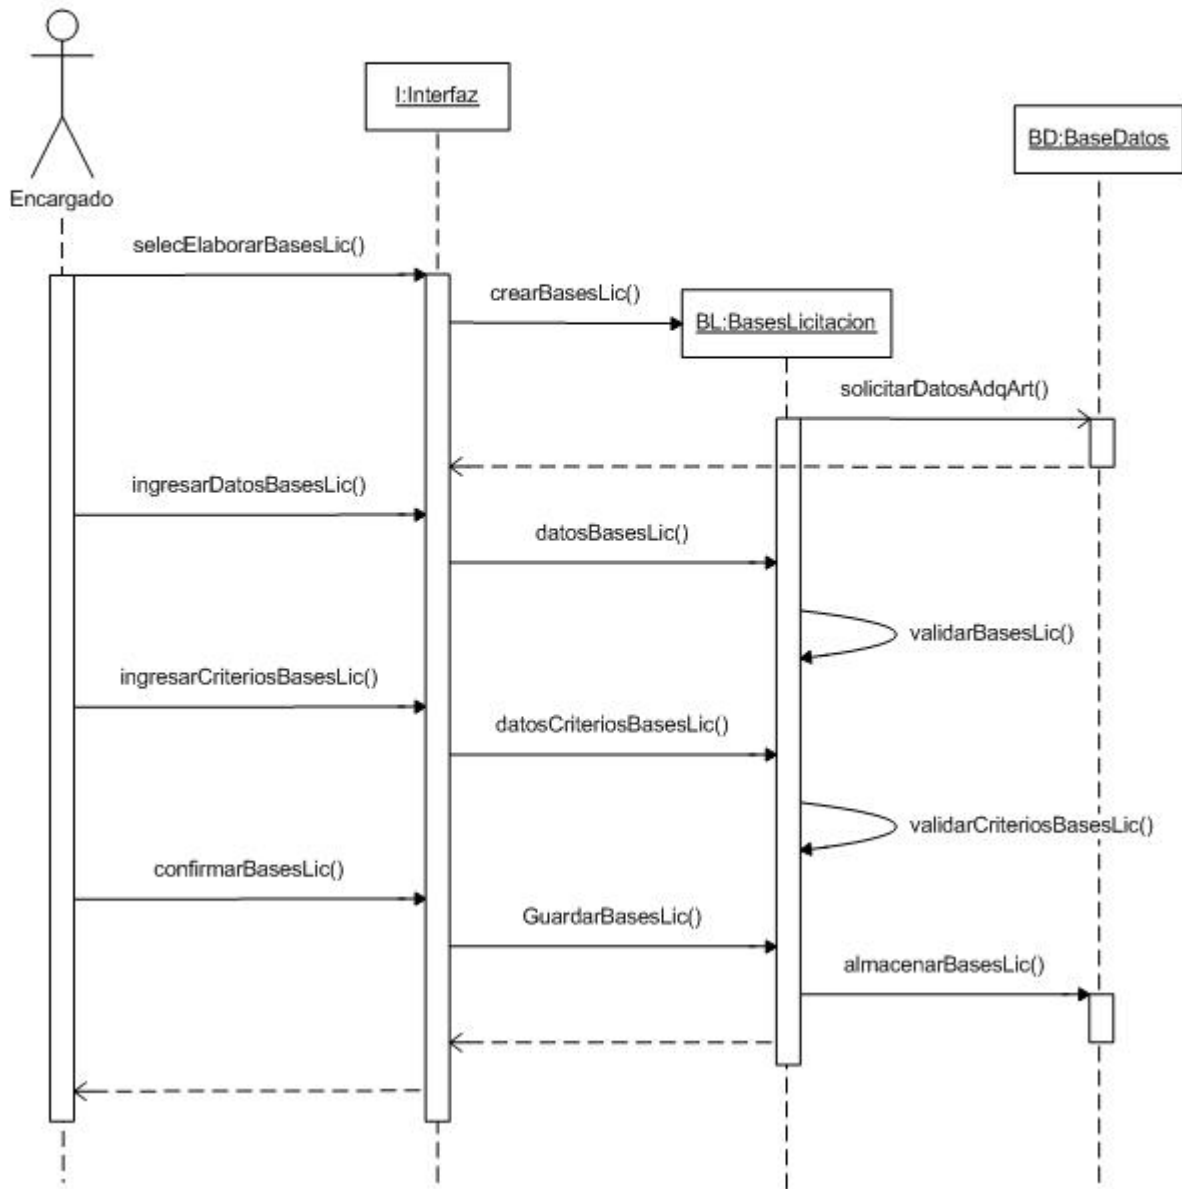 I:Interfaz
BD:BaseDatos
Encargado
selecElaborarBasesLic()
crearBasesLic()
BL:BasesLicitacion
solicitarDatosAdqArt()
ingresarDatosBasesLic()
datosBasesLic()
validarBasesLic()
ingresarCriteriosBasesLic()
datosCriteriosBasesLic()
validarCriteriosBasesLic()
confirmarBasesLic()
GuardarBasesLic()
almacenarBasesLic()